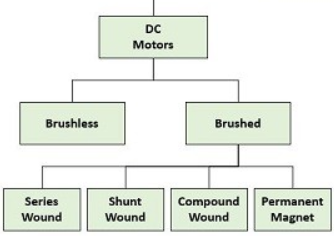 DC
Motors
Brushless
Brushed
Series
Wound
Shunt
Wound
Compound
Wound
Permanent
Magnet